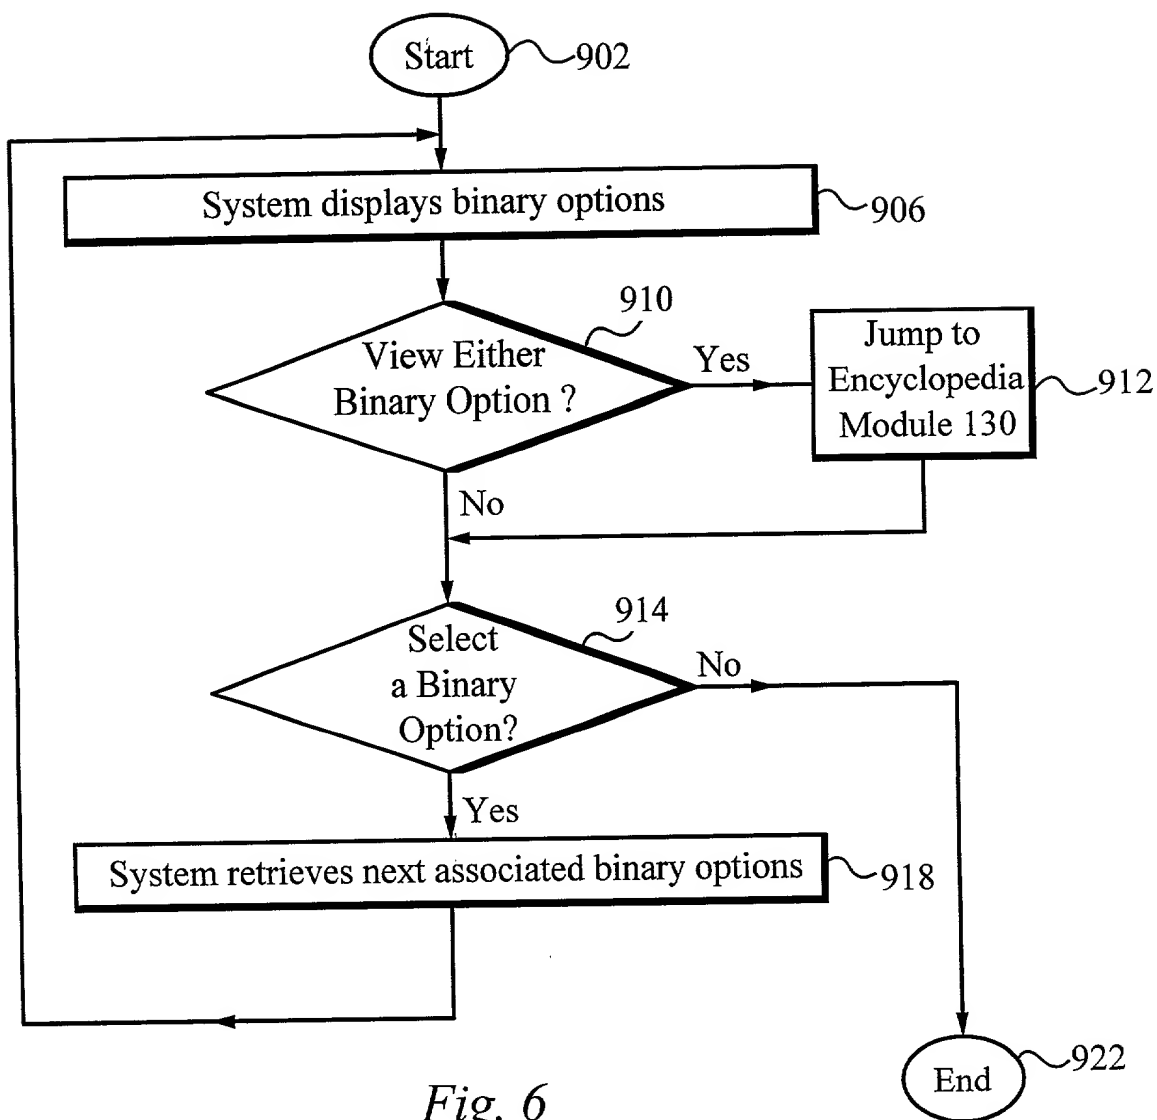 Start
902
System displays binary options
906
910
View Either
Binary Option ?
Yes
Jump to
Encyclopedia
Module 130
912
No
914
Select
a Binary
Option?
No
Yes
System retrieves next associated binary options
918
End
922
Fig. 6